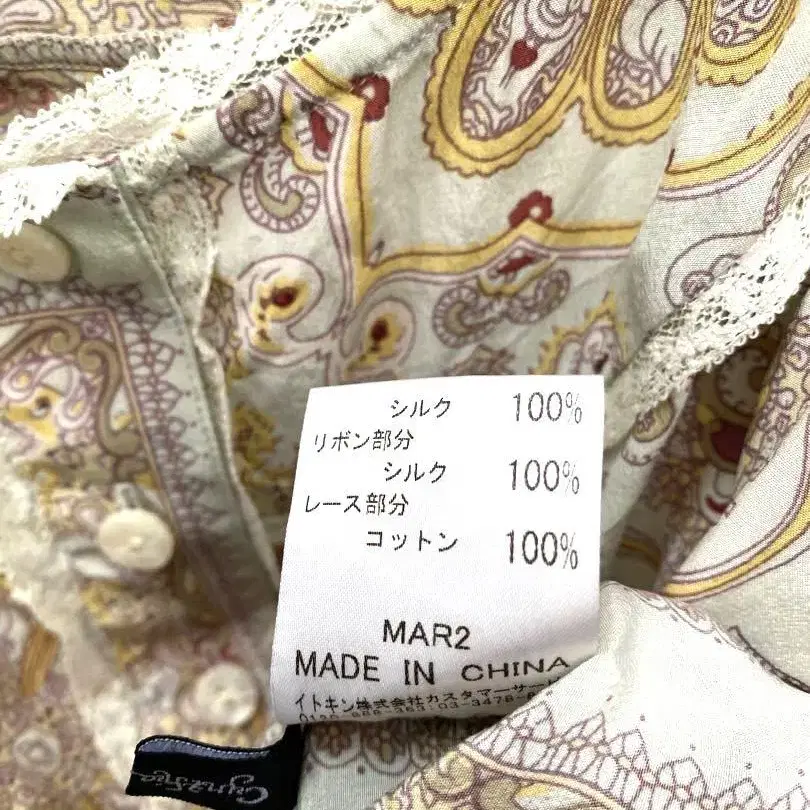 シルク 100%
リボン部分
シルク 100%
レース部分
コットン 100%
MAR2
MADE IN CHINA
イトキン株式会社カスタマーサービ